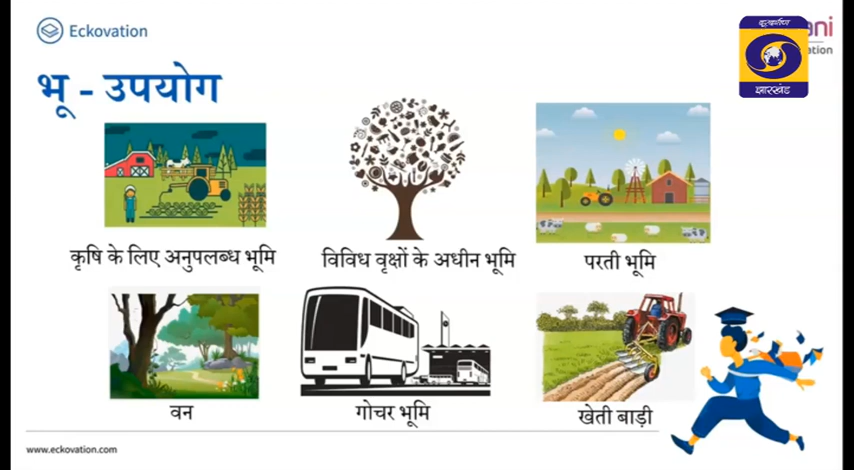 Eckovation
दूरदर्शन
झारखंड
भू - उपयोग
कृषि के लिए अनुपलब्ध भूमि
विविध वृक्षों के अधीन भूमि
परती भूमि
वन
गोचर भूमि
खेती बाड़ी
www.eckovation.com